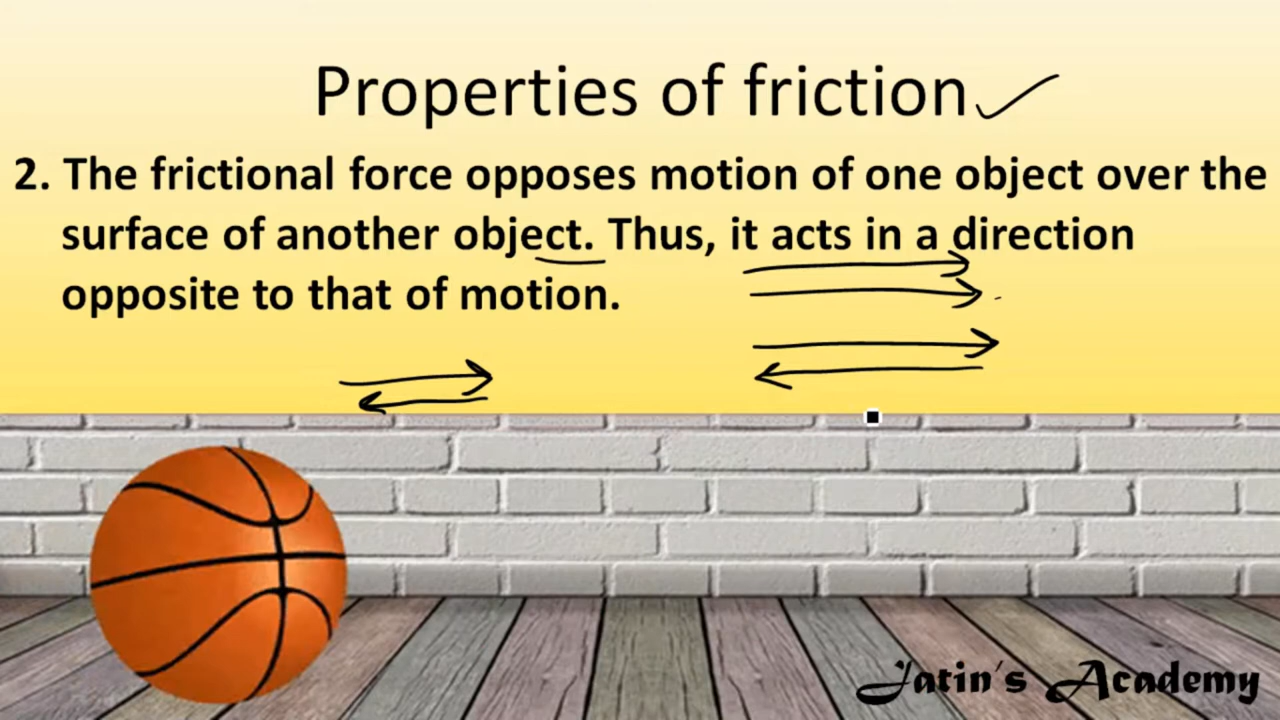 Properties of friction
2. The frictional force opposes motion of one object over the
surface of another object. Thus, it acts in a direction
opposite to that of motion.
Jatin's Academy